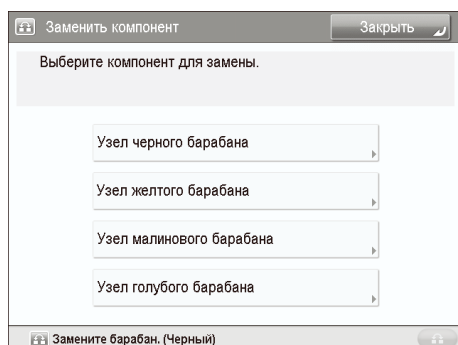 Заменить компонент
Закрыть
Выберите компонент для замены.
Узел черного барабана
Узел желтого барабана
Узел малинового барабана
Узел голубого барабана
Замените барабан. (Черный)